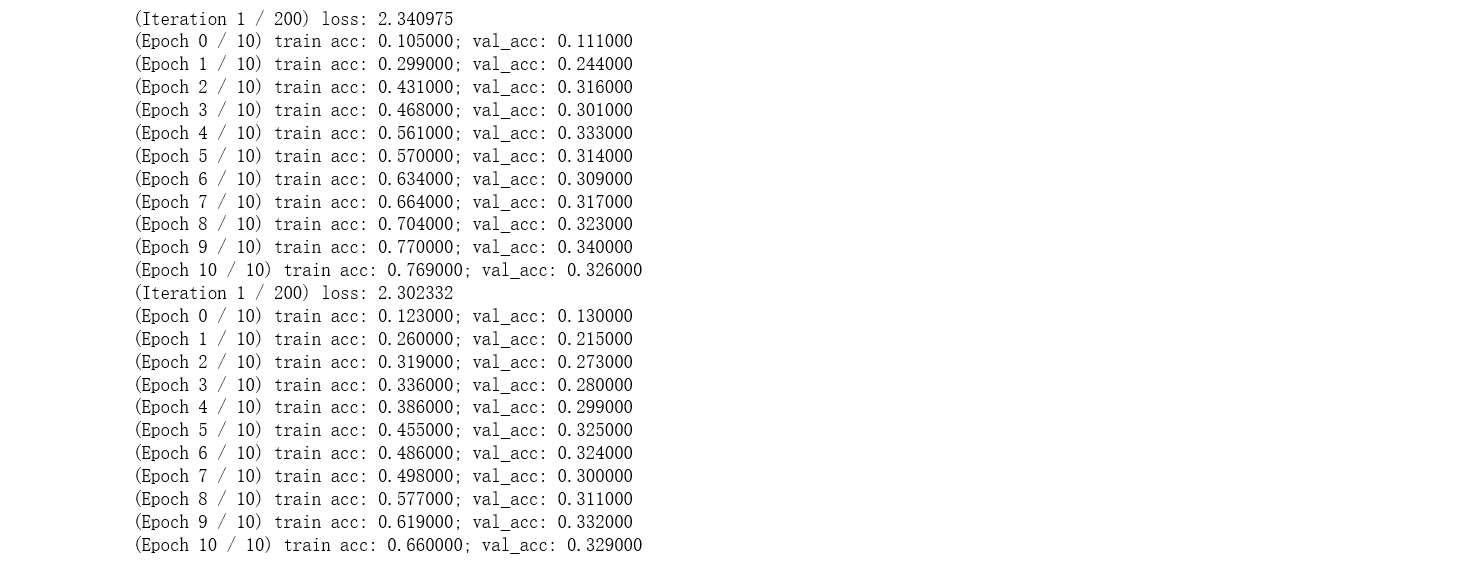 (Iteration 1 / 200) loss: 2.340975
(Epoch 0 / 10) train acc: 0.105000; val_acc: 0.111000
(Epoch 1 / 10) train acc: 0.299000; val_acc: 0.244000
(Epoch 2 / 10) train acc: 0.431000; val_acc: 0.316000
(Epoch 3 / 10) train acc: 0.468000; val_acc: 0.301000
(Epoch 4 / 10) train acc: 0.561000; val_acc: 0.333000
(Epoch 5 / 10) train acc: 0.570000; val_acc: 0.314000
(Epoch 6 / 10) train acc: 0.634000; val_acc: 0.309000
(Epoch 7 / 10) train acc: 0.664000; val_acc: 0.317000
(Epoch 8 / 10) train acc: 0.704000; val_acc: 0.323000
(Epoch 9 / 10) train acc: 0.770000; val_acc: 0.340000
(Epoch 10 / 10) train acc: 0.769000; val_acc: 0.326000
(Iteration 1 / 200) loss: 2.302332
(Epoch 0 / 10) train acc: 0.123000; val_acc: 0.130000
(Epoch 1 / 10) train acc: 0.260000; val_acc: 0.215000
(Epoch 2 / 10) train acc: 0.319000; val_acc: 0.273000
(Epoch 3 / 10) train acc: 0.336000; val_acc: 0.280000
(Epoch 4 / 10) train acc: 0.386000; val_acc: 0.299000
(Epoch 5 / 10) train acc: 0.455000; val_acc: 0.325000
(Epoch 6 / 10) train acc: 0.486000; val_acc: 0.324000
(Epoch 7 / 10) train acc: 0.498000; val_acc: 0.300000
(Epoch 8 / 10) train acc: 0.577000; val_acc: 0.311000
(Epoch 9 / 10) train acc: 0.619000; val_acc: 0.332000
(Epoch 10 / 10) train acc: 0.660000; val_acc: 0.329000